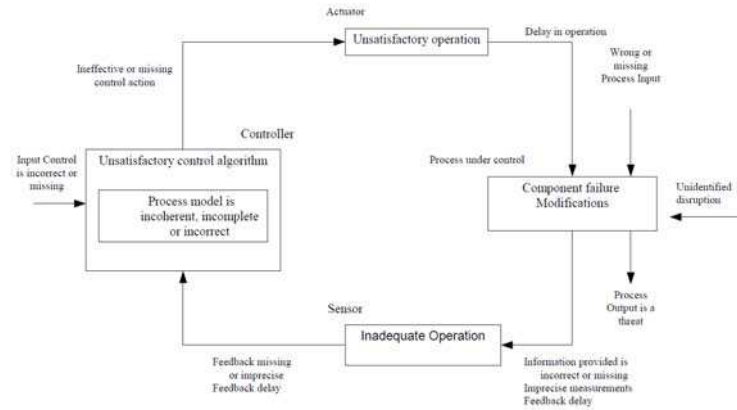 Actuator
Unsatisfactory operation
Delay in operation
Wrong or
missing
Process Input
Ineffective or missing
control action
Controller
Input Control
is incorrect or
missing
Unsatisfactory control algorithm
Process model is
incoherent, incomplete
or incorrect
Process under control
Component failure
Modifications
Unidentified
disruption
Process
Output is a
threat
Sensor
Inadequate Operation
Feedback missing
or imprecise
Feedback delay
Information provided is
incorrect or missing
Imprecise measurements
Feedback delay